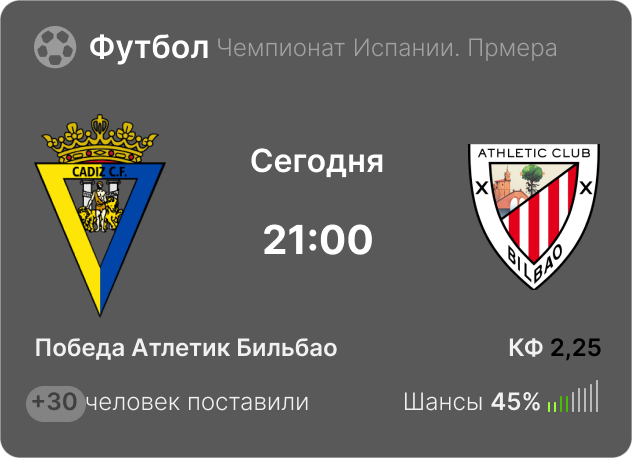 Футбол Чемпионат Испании. Прмера
CADIZ C.F.
Сегодня
21:00
ATHLETIC CLUB
X X
BILBAO
Победа Атлетик Бильбао КФ 2,25
+30 человек поставили Шансы 45%